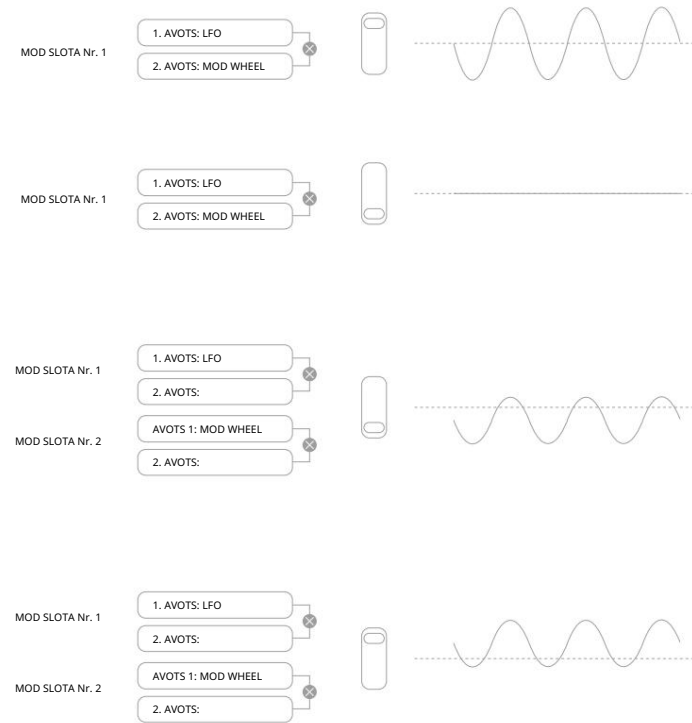 1. AVOTS: LFO
MOD SLOTA Nr. 1
2. AVOTS: MOD WHEEL
1. AVOTS: LFO
MOD SLOTA Nr. 1
2. AVOTS: MOD WHEEL
1. AVOTS: LFO
MOD SLOTA Nr. 1
2. AVOTS:
AVOTS 1: MOD WHEEL
MOD SLOTA Nr. 2
2. AVOTS:
1. AVOTS: LFO
MOD SLOTA Nr. 1
2. AVOTS:
AVOTS 1: MOD WHEEL
MOD SLOTA Nr. 2
2. AVOTS: